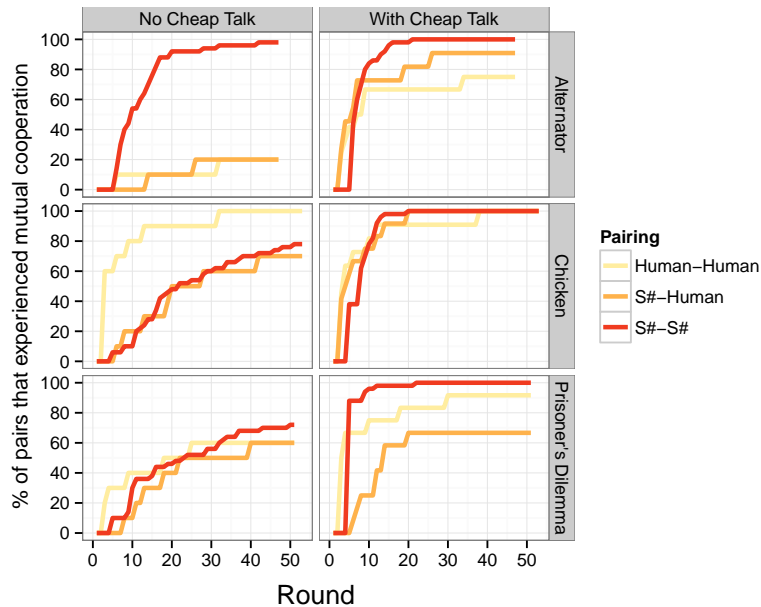 No Cheap Talk
With Cheap Talk
% of pairs that experienced mutual cooperation
100
80
60
40
20
0
Alternator
100
80
60
40
20
0
Chicken
100
80
60
40
20
0
Prisoner's Dilemma
0 10 20 30 40 50
0 10 20 30 40 50
Round
Pairing
Human−Human
S#−Human
S#−S#